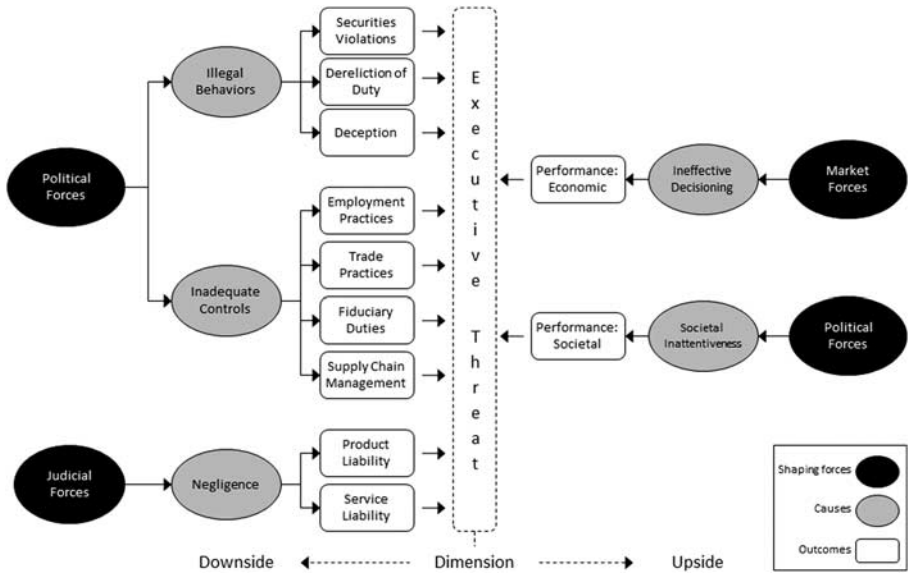 Securities
Violations
Illegal
Behaviors
Dereliction of
Duty
Deception
Political
Forces
Employment
Practices
Trade
Practices
Inadequate
Controls
Fiduciary
Duties
Supply Chain
Management
Judicial
Forces
Negligence
Product
Liability
Service
Liability
Executive Threat
Performance:
Economic
Ineffective
Decisioning
Market
Forces
Performance:
Societal
Societal
Inattentiveness
Political
Forces
Shaping forces
Causes
Outcomes
Downside Dimension Upside